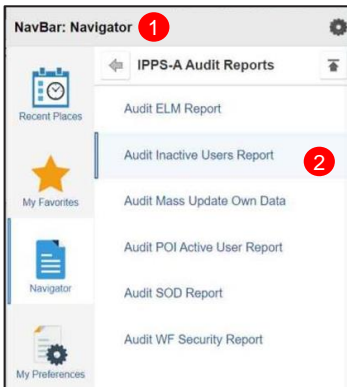 NavBar: Navigator 1
IPPS-A Audit Reports
Recent Places
My Favorites
Navigator
My Preferences
Audit ELM Report
Audit Inactive Users Report 2
Audit Mass Update Own Data
Audit POI Active User Report
Audit SOD Report
Audit WF Security Report